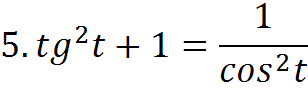 5. tg²t + 1 = 1/cos²t